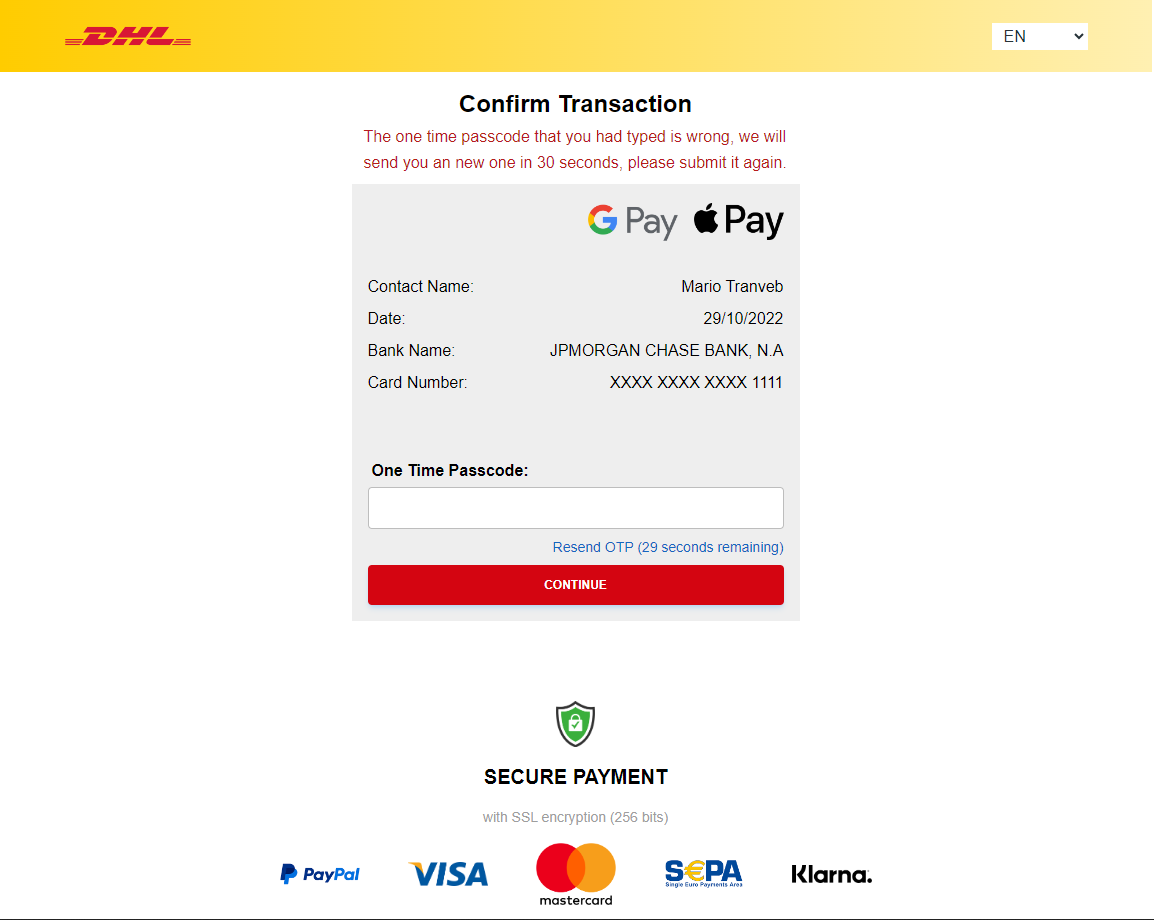 DHL
EN
Confirm Transaction
The one time passcode that you had typed is wrong, we will
send you an new one in 30 seconds, please submit it again.
G Pay Pay
Contact Name: Mario Tranveb
Date: 29/10/2022
Bank Name: JPMORGAN CHASE BANK, N.A
Card Number: XXXX XXXX XXXX 1111
One Time Passcode:
Resend OTP (29 seconds remaining)
CONTINUE
SECURE PAYMENT
with SSL encryption (256 bits)
PayPal VISA mastercard S€PA Single Euro Payments Area Klarna.